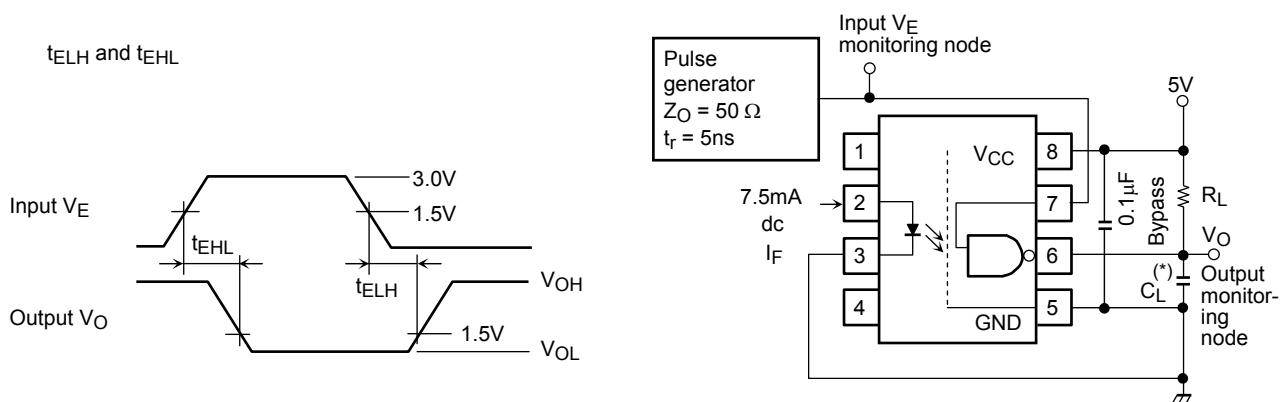 tELH and tEHL
Input VE
3.0V
1.5V
tEHL
tELH
VOH
Output VO
1.5V
VOL
Input VE
monitoring node
Pulse
generator
ZO = 50 Ω
tr = 5ns
5V
1
VCC
8
7.5mA
dc
IF
2
7
3
6
4
GND
5
0.1μF
Bypass
RL
VO
(*)
CL
Output
monitor-
ing
node